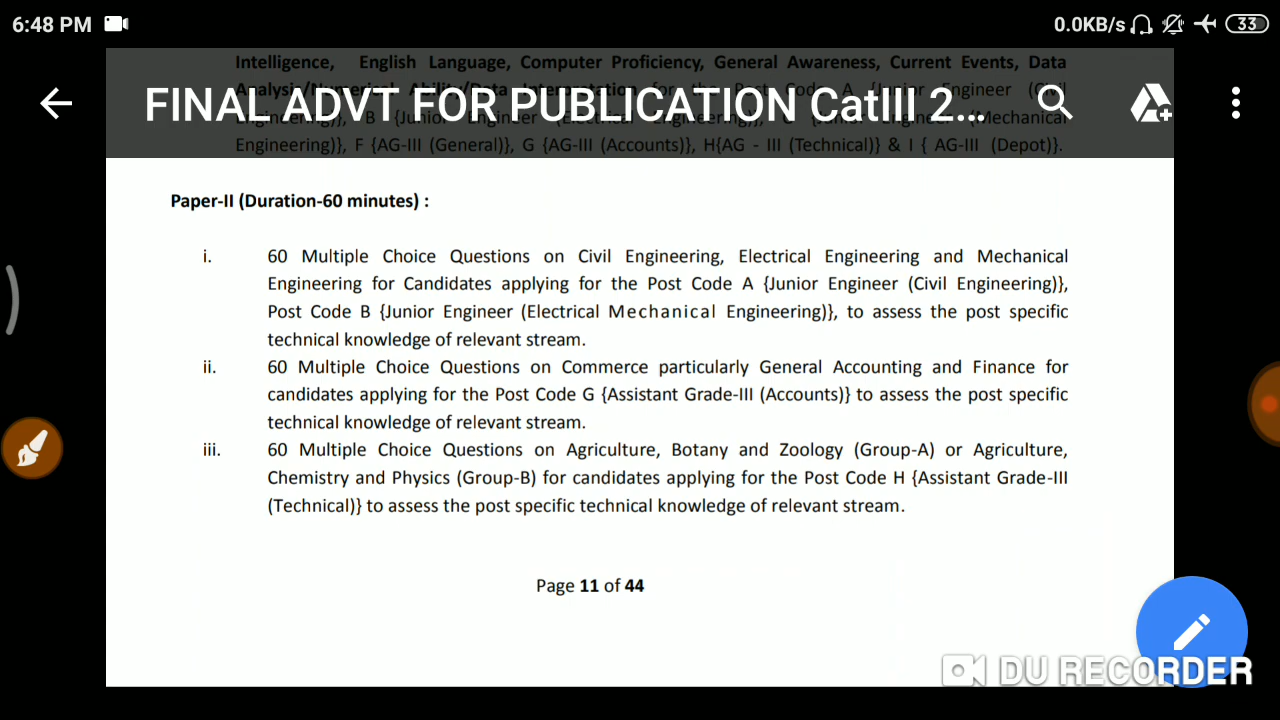 6:48 PM
0.0KB/s 33
Intelligence, English Language, Computer Proficiency, General Awareness, Current Events, Data
FINAL ADVT FOR PUBLICATION CatIII 2...
Engineering)}, F {AG-III (General)}, G {AG-III (Accounts)}, H{AG - III (Technical)} & I { AG-III (Depot)}.
Paper-II (Duration-60 minutes) :
i. 60 Multiple Choice Questions on Civil Engineering, Electrical Engineering and Mechanical
Engineering for Candidates applying for the Post Code A {Junior Engineer (Civil Engineering)},
Post Code B {Junior Engineer (Electrical Mechanical Engineering)}, to assess the post specific
technical knowledge of relevant stream.
ii. 60 Multiple Choice Questions on Commerce particularly General Accounting and Finance for
candidates applying for the Post Code G {Assistant Grade-III (Accounts)} to assess the post specific
technical knowledge of relevant stream.
iii. 60 Multiple Choice Questions on Agriculture, Botany and Zoology (Group-A) or Agriculture,
Chemistry and Physics (Group-B) for candidates applying for the Post Code H {Assistant Grade-III
(Technical)} to assess the post specific technical knowledge of relevant stream.
Page 11 of 44
DU RECORDER